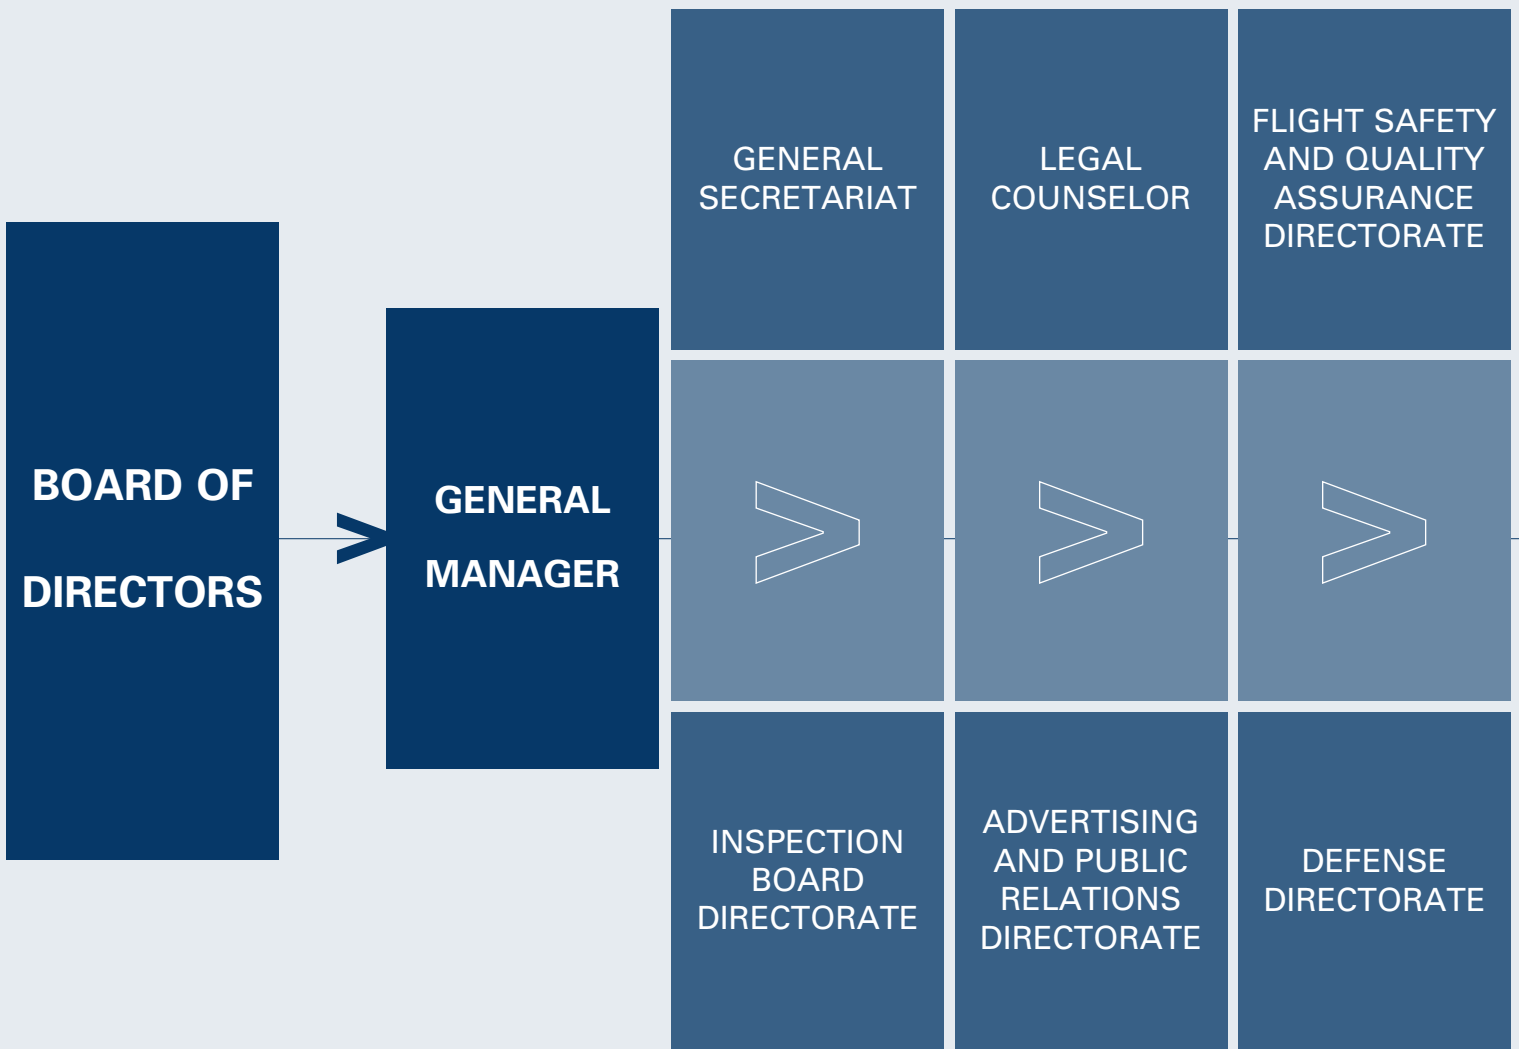 BOARD OF
DIRECTORS
GENERAL
MANAGER
GENERAL
SECRETARIAT
LEGAL
COUNSELOR
FLIGHT SAFETY
AND QUALITY
ASSURANCE
DIRECTORATE
INSPECTION
BOARD
DIRECTORATE
ADVERTISING
AND PUBLIC
RELATIONS
DIRECTORATE
DEFENSE
DIRECTORATE